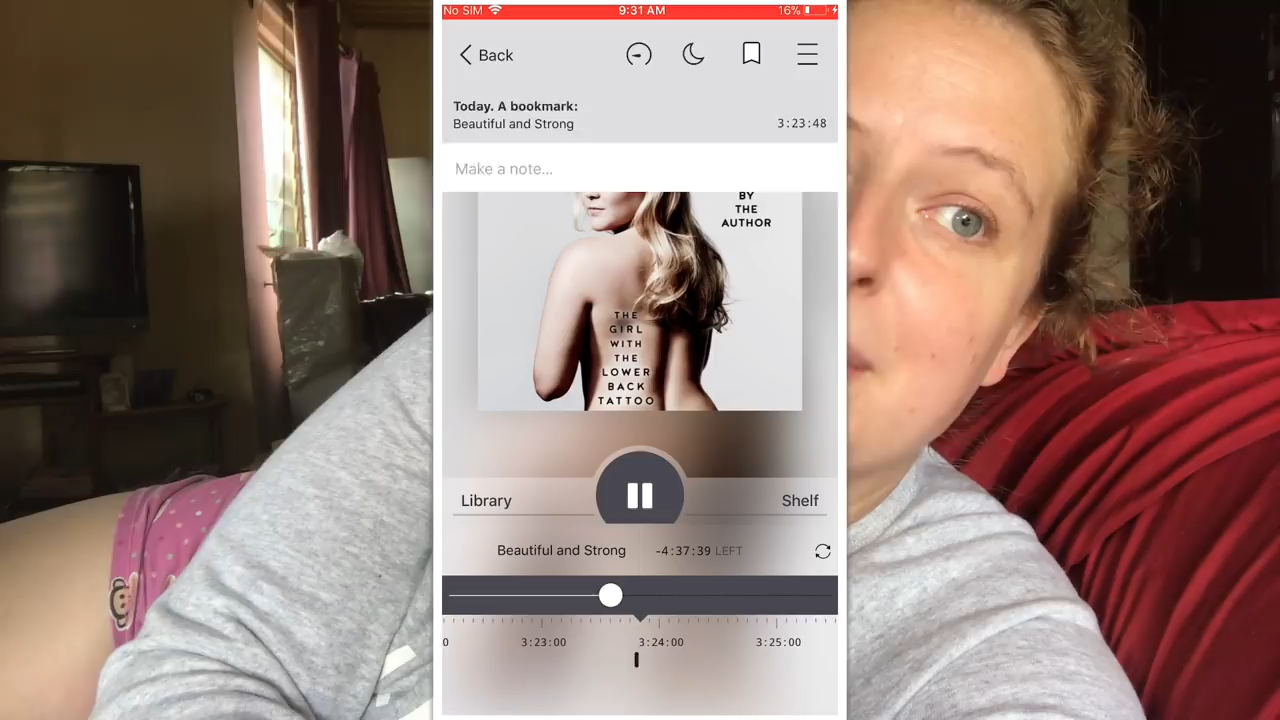 No SIM 9:31 AM 16%
Back
Today. A bookmark:
Beautiful and Strong 3:23:48
Make a note...
BY
THE
AUTHOR
THE
GIRL
WITH
THE
LOWER
BACK
TATTOO
Library Shelf
Beautiful and Strong -4:37:39 LEFT
0 3:23:00 3:24:00 3:25:00